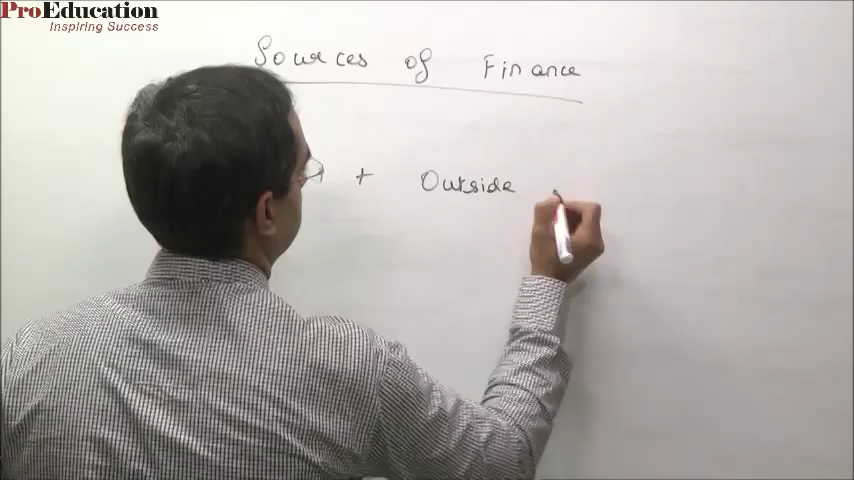 ProEducation
Inspiring Success
Sources of Finance
+ Outside